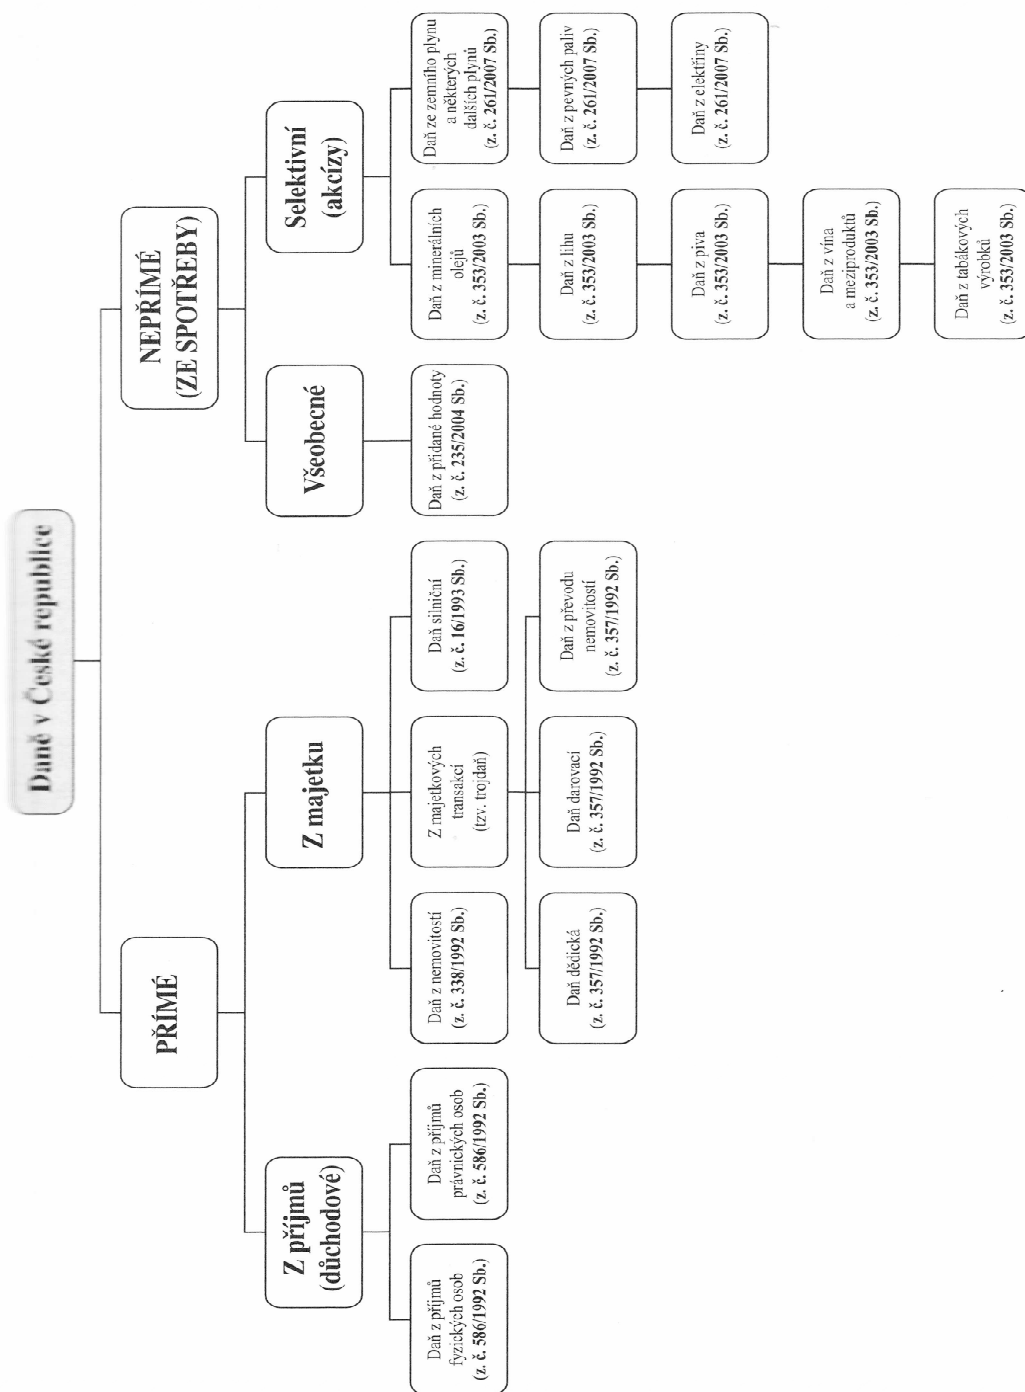 Daně v České republice
PŘÍMÉ
NEPŘÍMÉ
(ZE SPOTŘEBY)
Z příjmů
(důchodové)
Z majetku
Všeobecné
Selektivní
(akcízy)
Daň z příjmů
fyzických osob
(z. č. 586/1992 Sb.)
Daň z příjmů
právnických osob
(z. č. 586/1992 Sb.)
Daň z nemovitostí
(z. č. 338/1992 Sb.)
Z majetkových
transakcí
(tzv. trojdaň)
Daň silniční
(z. č. 16/1993 Sb.)
Daň dědická
(z. č. 357/1992 Sb.)
Daň darovací
(z. č. 357/1992 Sb.)
Daň z převodu
nemovitostí
(z. č. 357/1992 Sb.)
Daň z přidané hodnoty
(z. č. 235/2004 Sb.)
Daň z minerálních
olejů
(z. č. 353/2003 Sb.)
Daň z lihu
(z. č. 353/2003 Sb.)
Daň z piva
(z. č. 353/2003 Sb.)
Daň z vína
a meziproduktů
(z. č. 353/2003 Sb.)
Daň z tabákových
výrobků
(z. č. 353/2003 Sb.)
Daň ze zemního plynu
a některých
dalších plynů
(z. č. 261/2007 Sb.)
Daň z pevných paliv
(z. č. 261/2007 Sb.)
Daň z elektřiny
(z. č. 261/2007 Sb.)